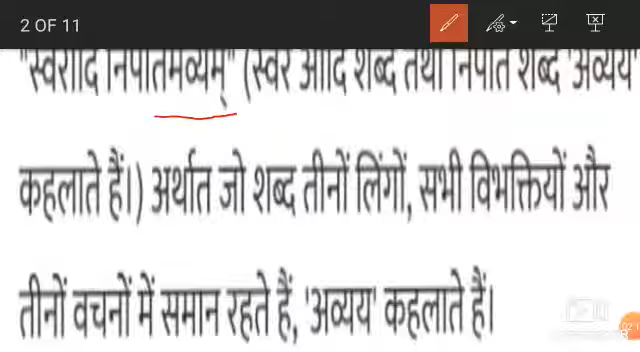 2 OF 11
"स्वरादि निपातमव्यम्" (स्वर आदि शब्द तथा निपात शब्द 'अव्यय'
कहलाते हैं।) अर्थात जो शब्द तीनों लिंगों, सभी विभक्तियों और
तीनों वचनों में समान रहते हैं, 'अव्यय' कहलाते हैं।